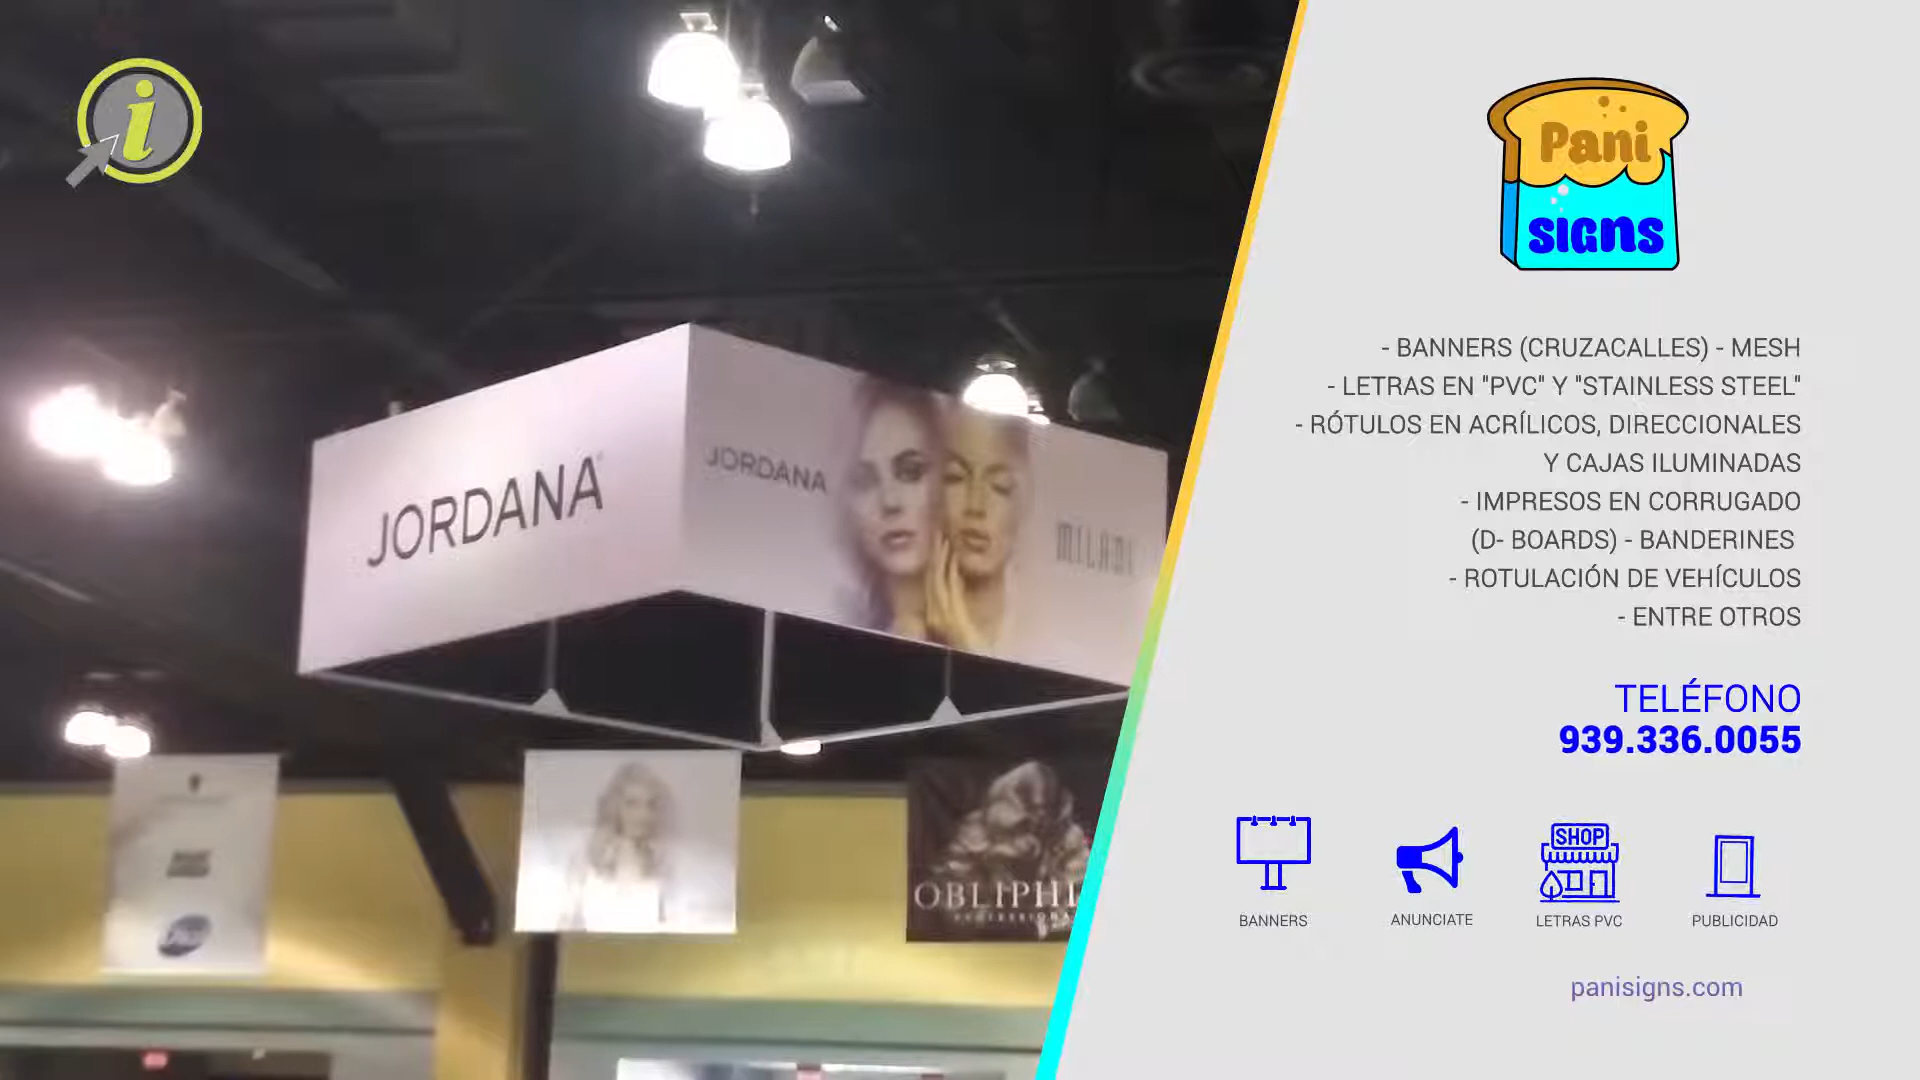 i
JORDANA
JORDANA
MILANI
OBLIPHI
PROFESSIONA
Pani
signs
- BANNERS (CRUZACALLES) - MESH
- LETRAS EN "PVC" Y "STAINLESS STEEL"
- RÓTULOS EN ACRÍLICOS, DIRECCIONALES
Y CAJAS ILUMINADAS
- IMPRESOS EN CORRUGADO
(D- BOARDS) - BANDERINES
- ROTULACIÓN DE VEHÍCULOS
- ENTRE OTROS
TELÉFONO
939.336.0055
SHOP
BANNERS
ANUNCIATE
LETRAS PVC
PUBLICIDAD
panisigns.com